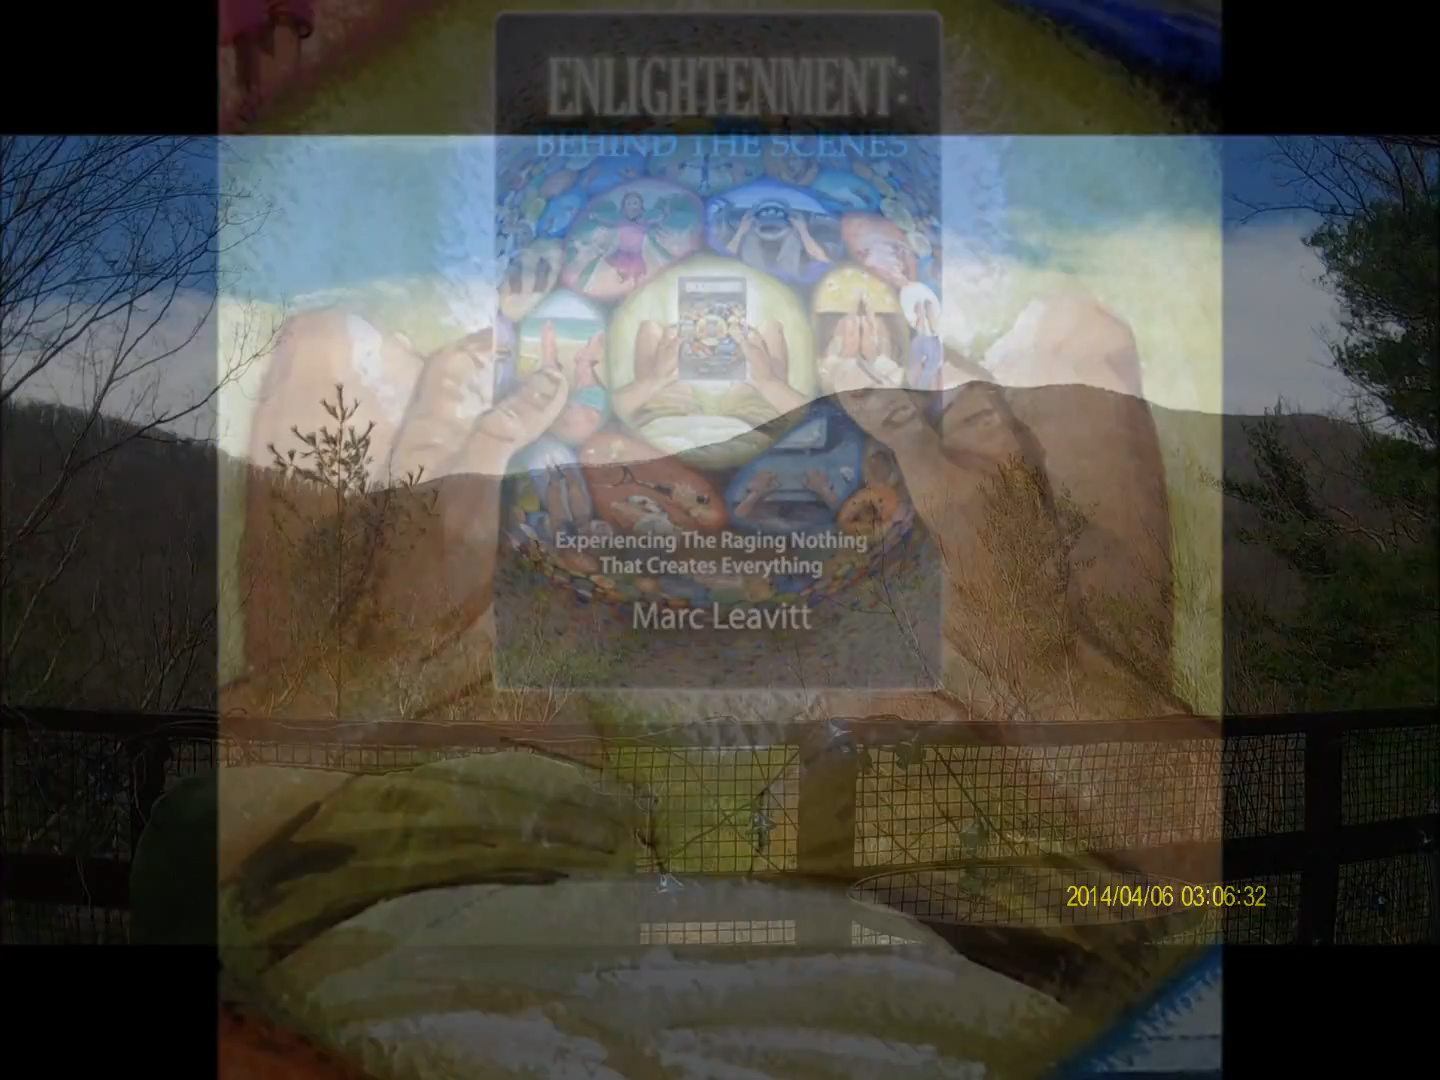 ENLIGHTENMENT:
BEHIND THE SCENES
Experiencing The Raging Nothing
That Creates Everything
Marc Leavitt
2014/04/06 03:06:32